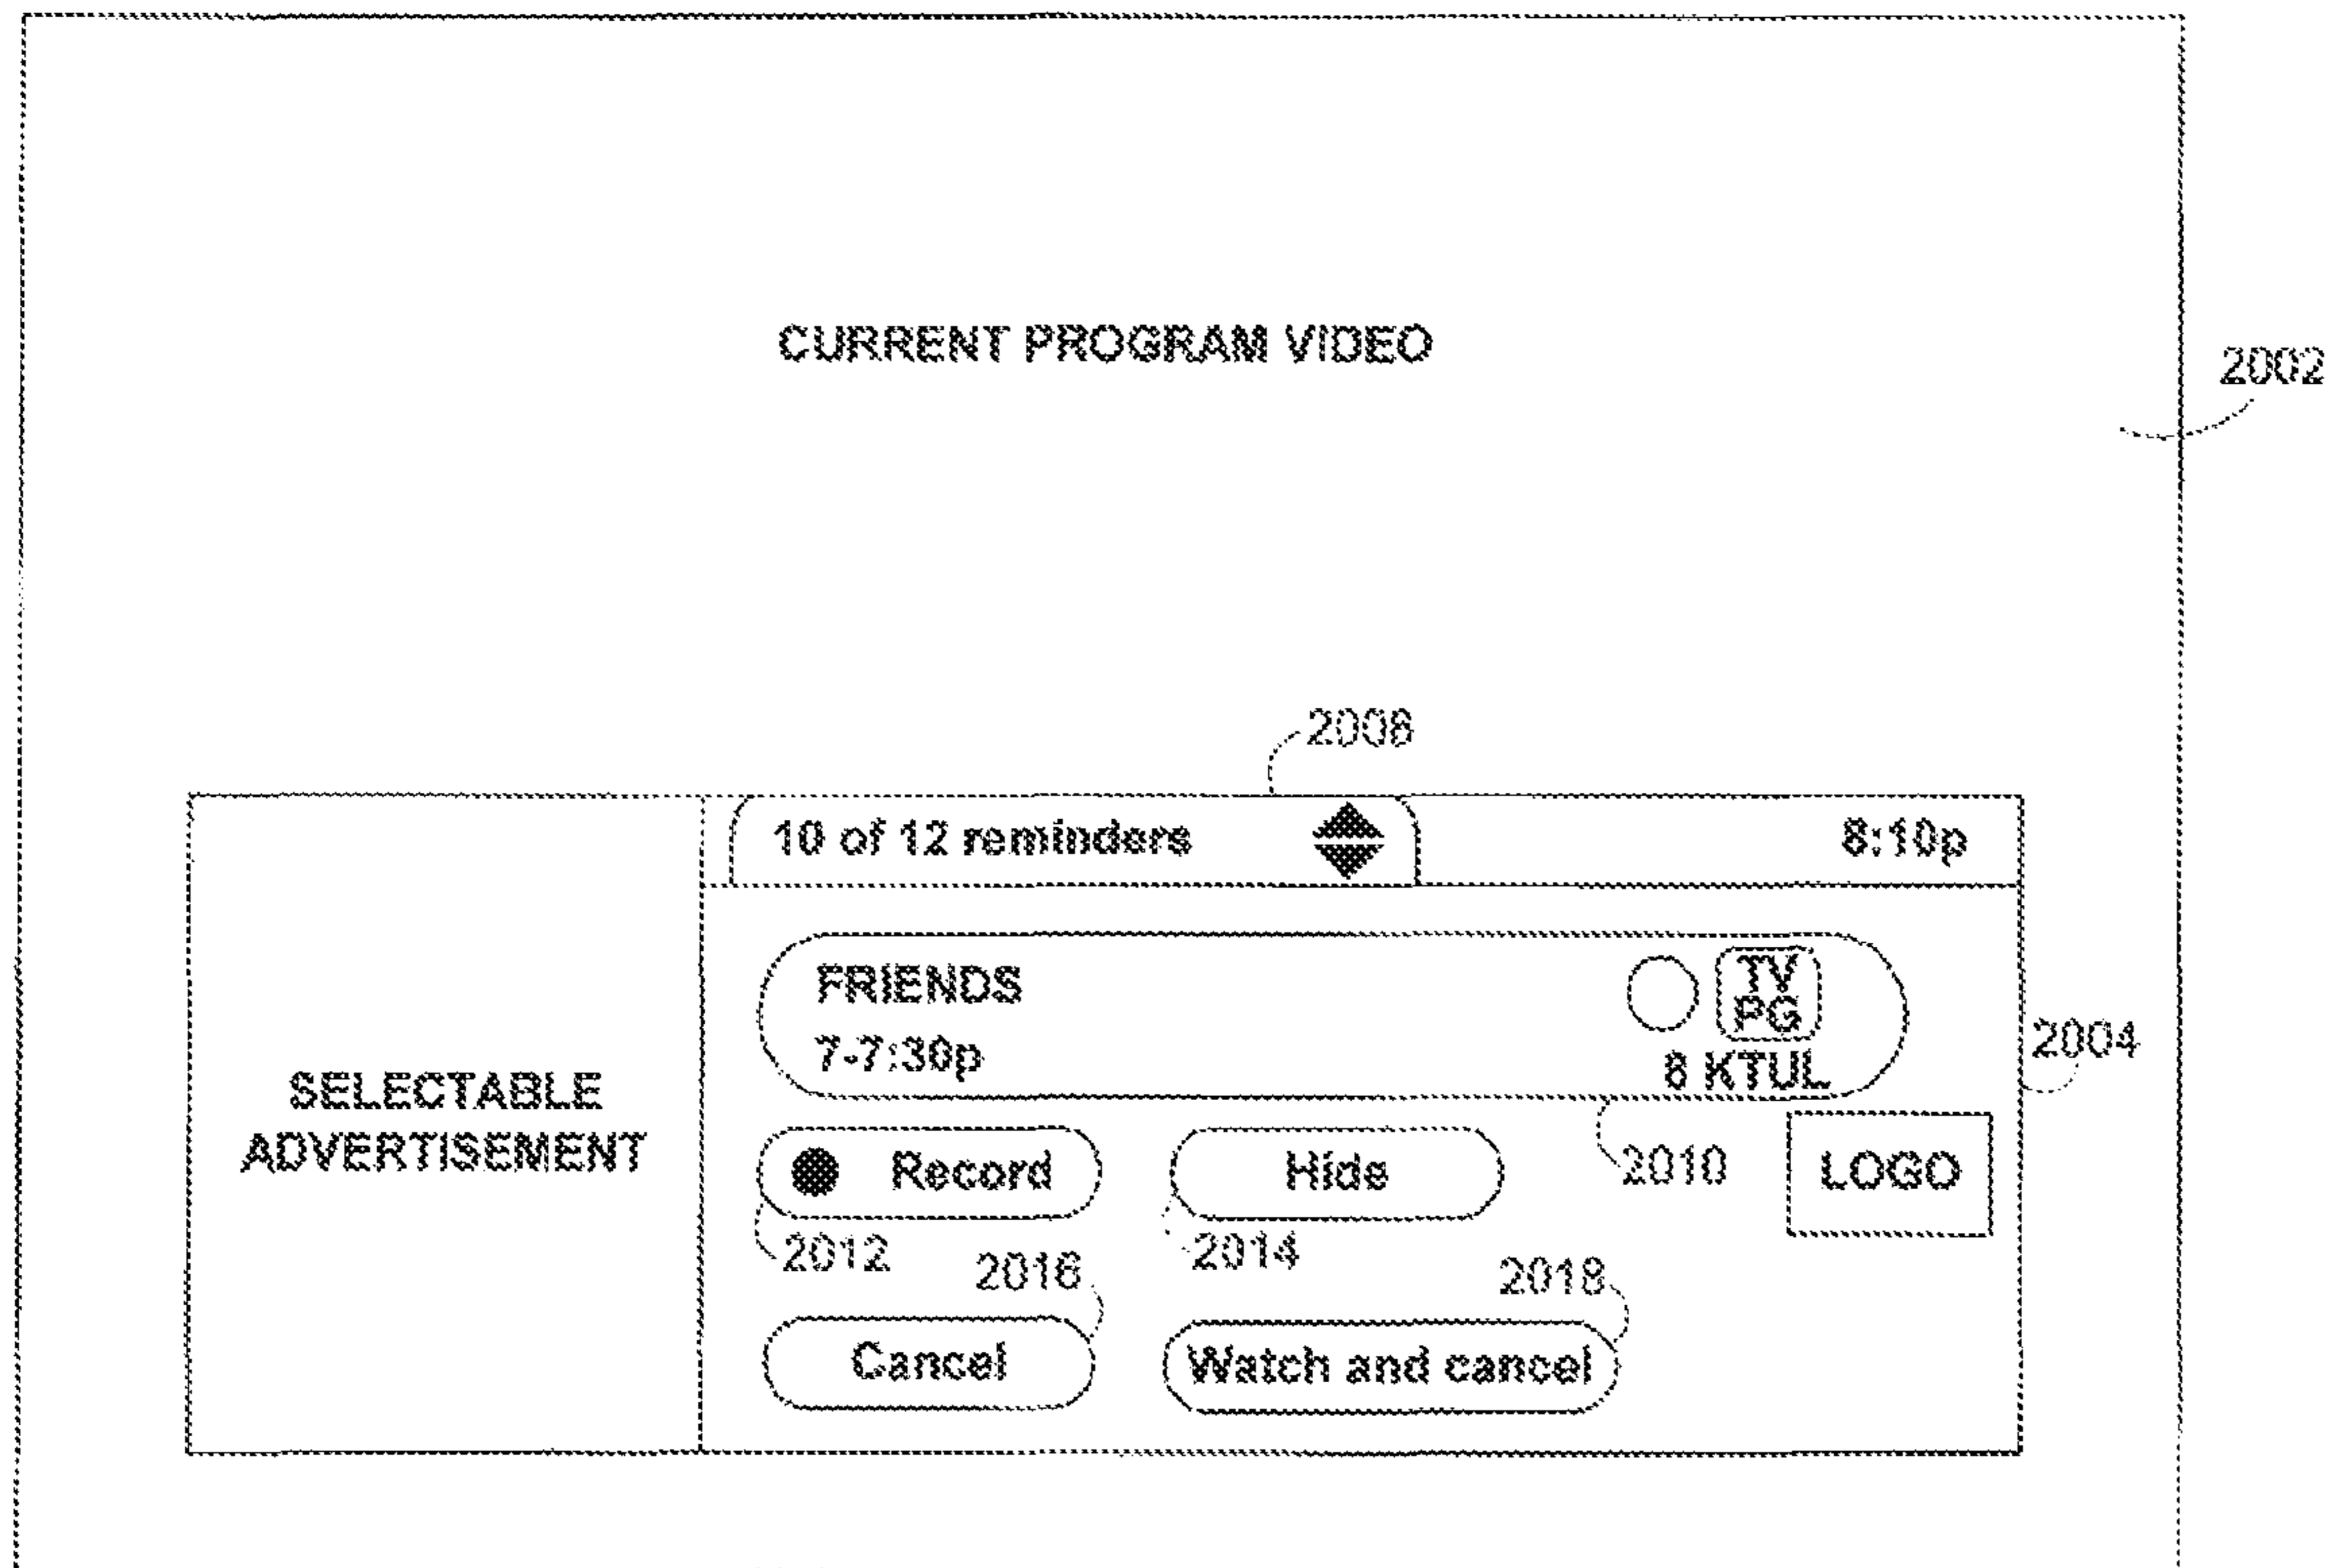 CURRENT PROGRAM VIDEO
2002
2008
10 of 12 reminders
8:10p
FRIENDS
TV
PG
7-7:30p
8 KTUL
2004
SELECTABLE
ADVERTISEMENT
Record
Hide
2010
LOGO
2012
2014
2016
2018
Cancel
Watch and cancel